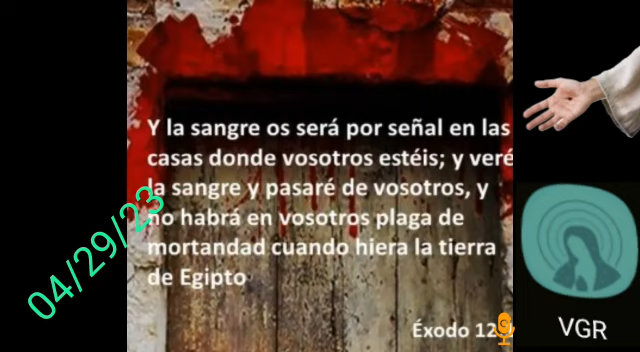 Y la sangre os será por señal en las
casas donde vosotros estéis; y veré
la sangre y pasaré de vosotros, y
no habrá en vosotros plaga de
mortandad cuando hiera la tierra
de Egipto
Éxodo 12
04/29/23
VGR